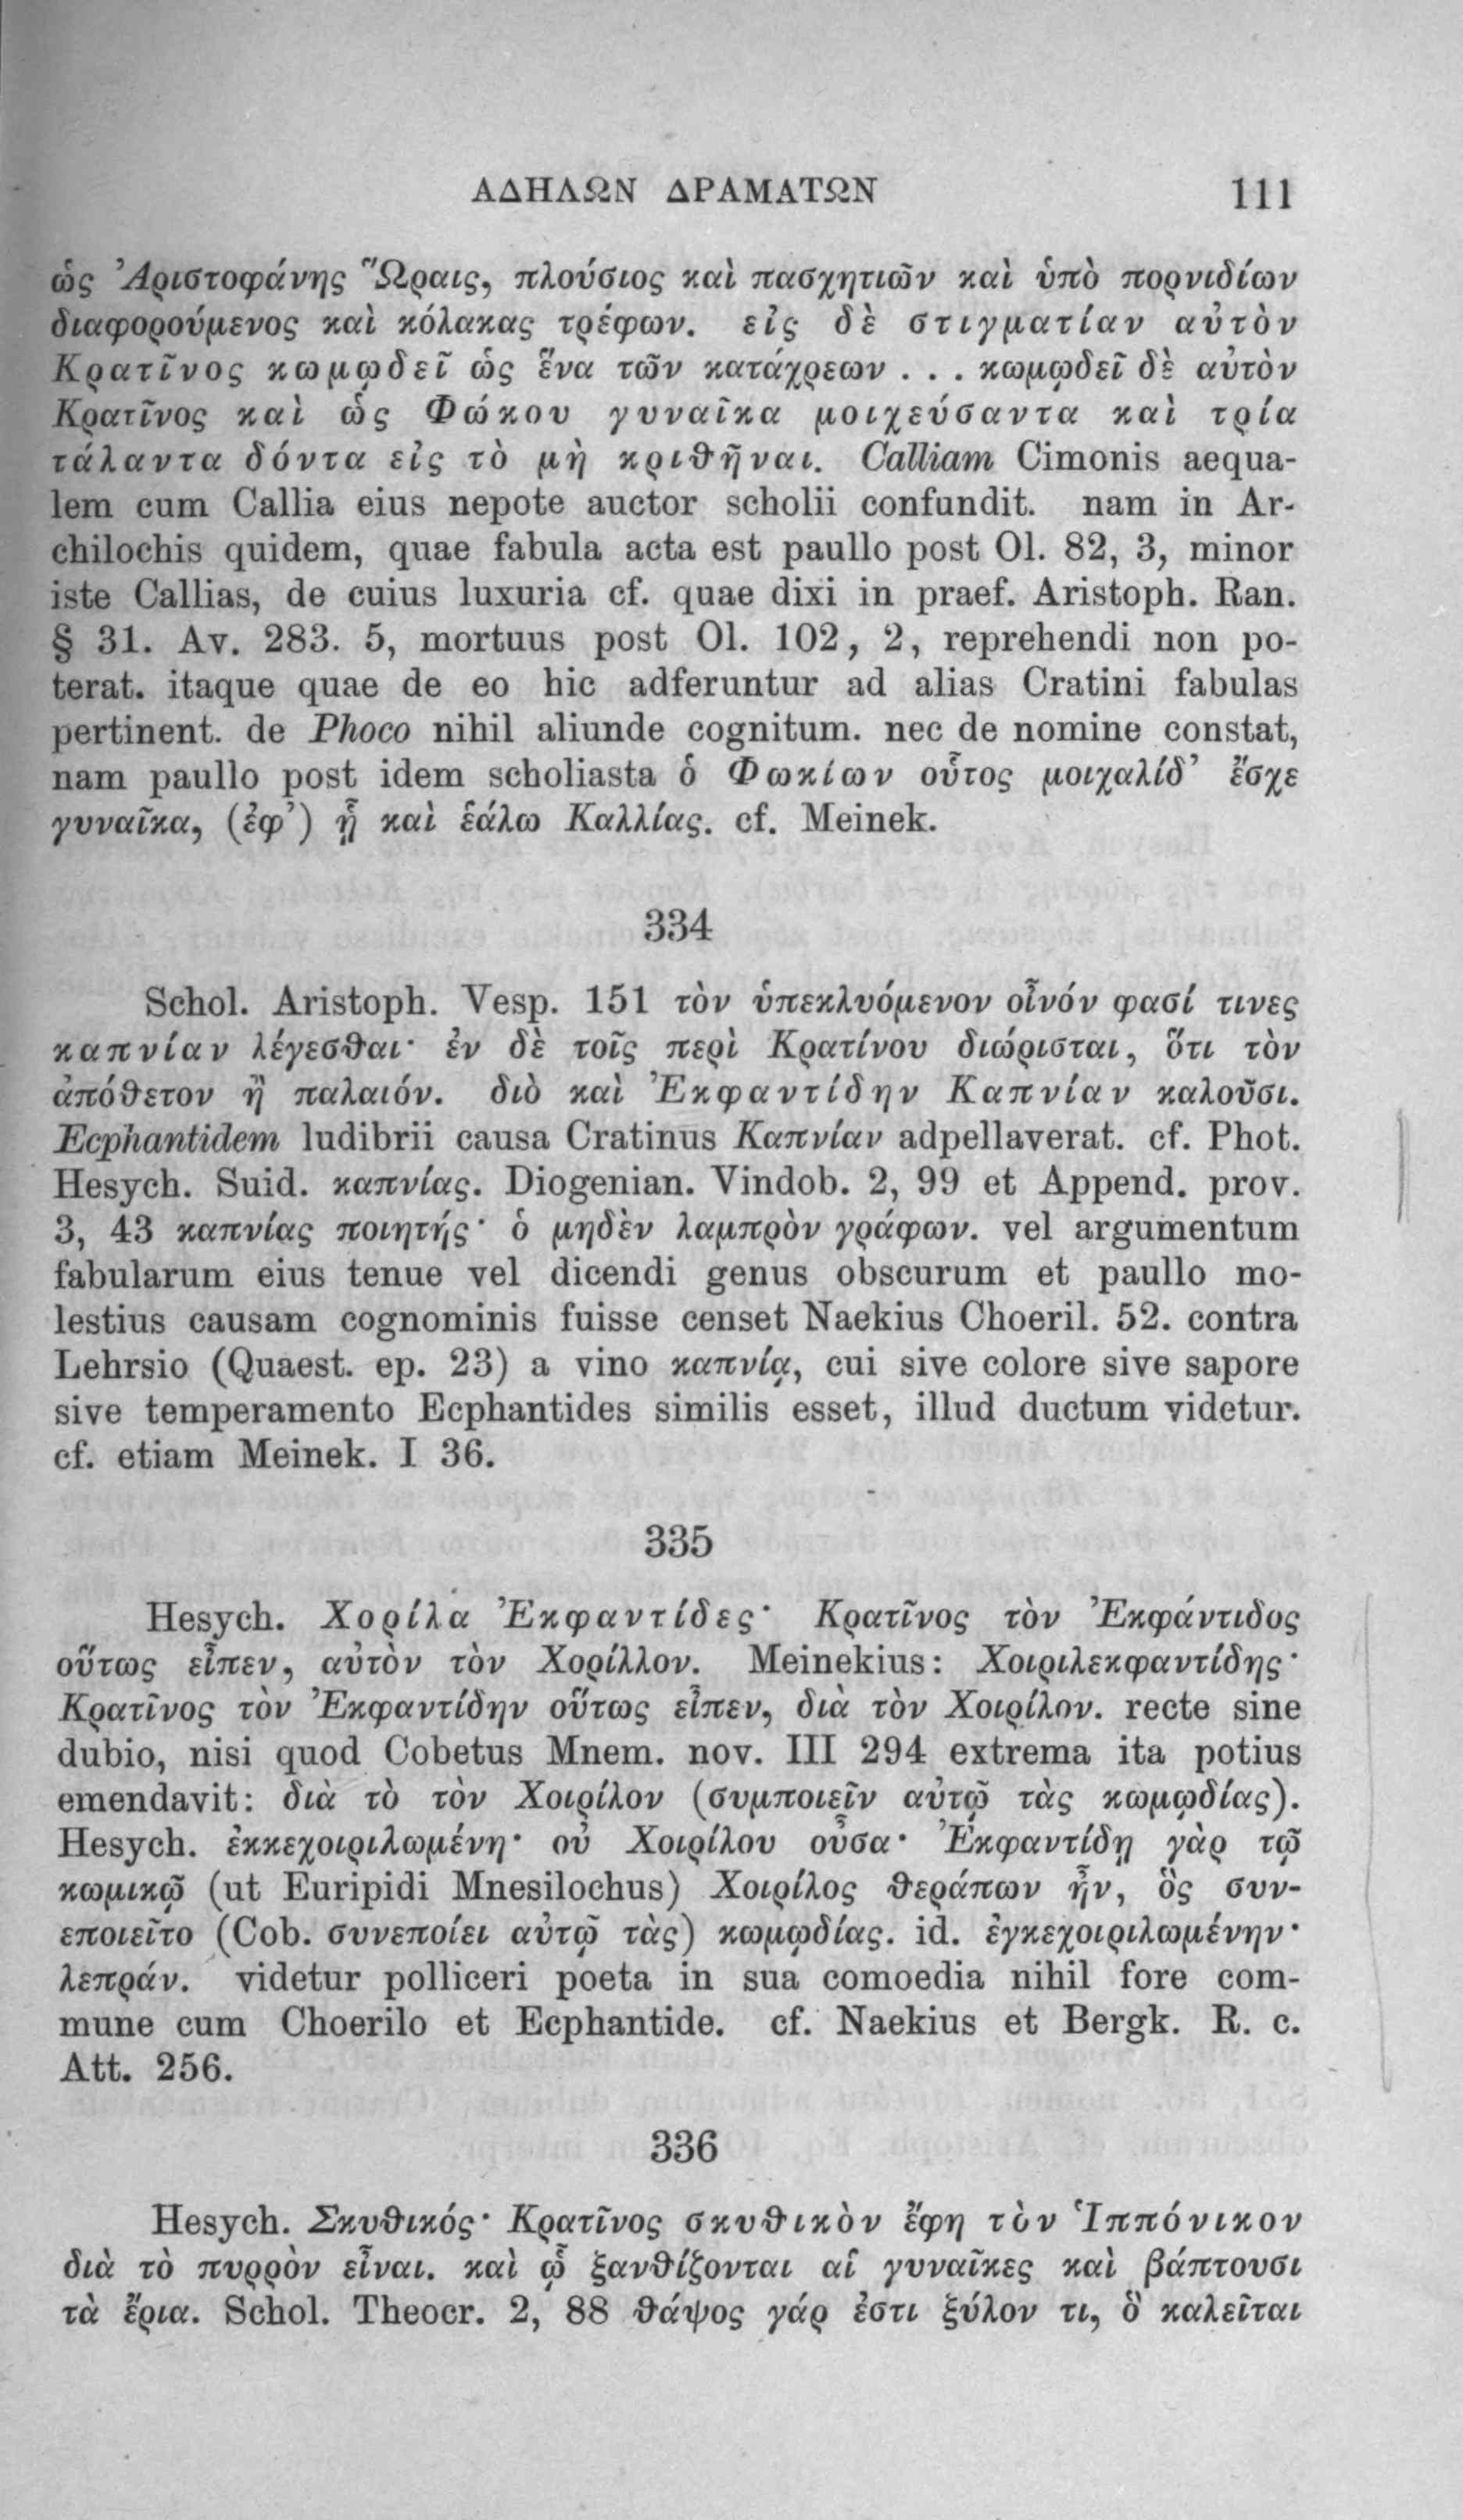 ΑΔΗΛΩΝ ΔΡΑΜΑΤΩΝ 111
ὡς Ἀριστοφάνης Ὥραις, πλούσιος καὶ πασχητιῶν καὶ ὑπὸ πορνιδίων
διαφορούμενος καὶ κόλακας τρέφων. εἰς δὲ στιγματίαν αὐτὸν
Κρατῖνος κωμῳδεῖ ὡς ἕνα τῶν κατάχρεων . . . κωμῳδεῖ δὲ αὐτὸν
Κρατῖνος καὶ ὡς Φώκου γυναῖκα μοιχεύσαντα καὶ τρία
τάλαντα δόντα εἰς τὸ μὴ κριθῆναι. Calliam Cimonis aequa-
lem cum Callia eius nepote auctor scholii confundit. nam in Ar-
chilochis quidem, quae fabula acta est paullo post Ol. 82, 3, minor
iste Callias, de cuius luxuria cf. quae dixi in praef. Aristoph. Ran.
§ 31. Av. 283. 5, mortuus post Ol. 102, 2, reprehendi non po-
terat. itaque quae de eo hic adferuntur ad alias Cratini fabulas
pertinent. de Phoco nihil aliunde cognitum. nec de nomine constat,
nam paullo post idem scholiasta ὁ Φωκίων οὗτος μοιχαλίδ’ ἔσχε
γυναῖκα, (ἐφ’) ᾗ καὶ ἑάλω Καλλίας. cf. Meinek.
334
Schol. Aristoph. Vesp. 151 τὸν ὑπεκλυόμενον οἶνόν φασί τινες
καπνίαν λέγεσθαι· ἐν δὲ τοῖς περὶ Κρατίνου διώρισται, ὅτι τὸν
ἀπόθετον ἢ παλαιόν. διὸ καὶ Ἐκφαντίδην Καπνίαν καλοῦσι.
Ecphantidem ludibrii causa Cratinus Καπνίαν adpellaverat. cf. Phot.
Hesych. Suid. καπνίας. Diogenian. Vindob. 2, 99 et Append. prov.
3, 43 καπνίας ποιητής· ὁ μηδὲν λαμπρὸν γράφων. vel argumentum
fabularum eius tenue vel dicendi genus obscurum et paullo mo-
lestius causam cognominis fuisse censet Naekius Choeril. 52. contra
Lehrsio (Quaest. ep. 23) a vino καπνίᾳ, cui sive colore sive sapore
sive temperamento Ecphantides similis esset, illud ductum videtur.
cf. etiam Meinek. I 36.
335
Hesych. Χορίλα Ἐκφαντίδες· Κρατῖνος τὸν Ἐκφάντιδος
οὕτως εἶπεν, αὐτὸν τὸν Χορίλλον. Meinekius: Χοιριλεκφαντίδης·
Κρατῖνος τὸν Ἐκφαντίδην οὕτως εἶπεν, διὰ τὸν Χοιρίλον. recte sine
dubio, nisi quod Cobetus Mnem. nov. III 294 extrema ita potius
emendavit: διὰ τὸ τὸν Χοιρίλον (συμποιεῖν αὐτῷ τὰς κωμῳδίας).
Hesych. ἐκκεχοιριλωμένη· οὐ Χοιρίλου οὖσα· Ἐκφαντίδῃ γὰρ τῷ
κωμικῷ (ut Euripidi Mnesilochus) Χοιρίλος θεράπων ἦν, ὃς συν-
εποιεῖτο (Cob. συνεποίει αὐτῷ τὰς) κωμῳδίας. id. ἐγκεχοιριλωμένην·
λεπράν. videtur polliceri poeta in sua comoedia nihil fore com-
mune cum Choerilo et Ecphantide. cf. Naekius et Bergk. R. c.
Att. 256.
336
Hesych. Σκυθικός· Κρατῖνος σκυθικὸν ἔφη τὸν Ἱππόνικον
διὰ τὸ πυρρὸν εἶναι. καὶ ᾧ ξανθίζονται αἱ γυναῖκες καὶ βάπτουσι
τὰ ἔρια. Schol. Theocr. 2, 88 θάψος γάρ ἐστι ξύλον τι, ὃ καλεῖται